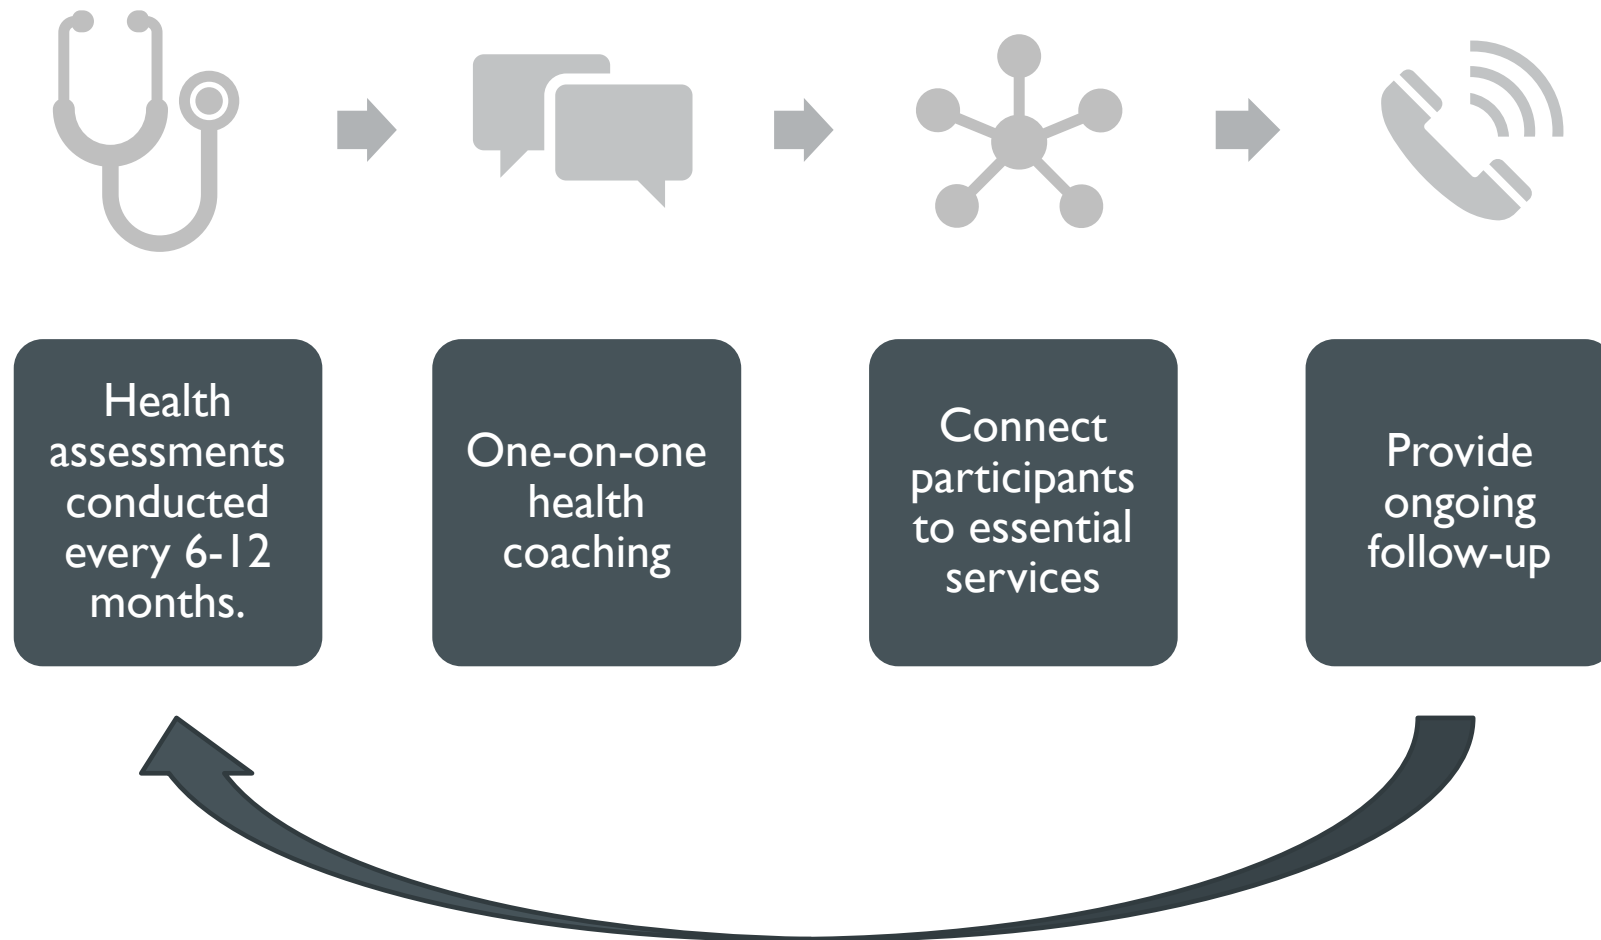 Health
assessments
conducted
every 6-12
months.
One-on-one
health
coaching
Connect
participants
to essential
services
Provide
ongoing
follow-up